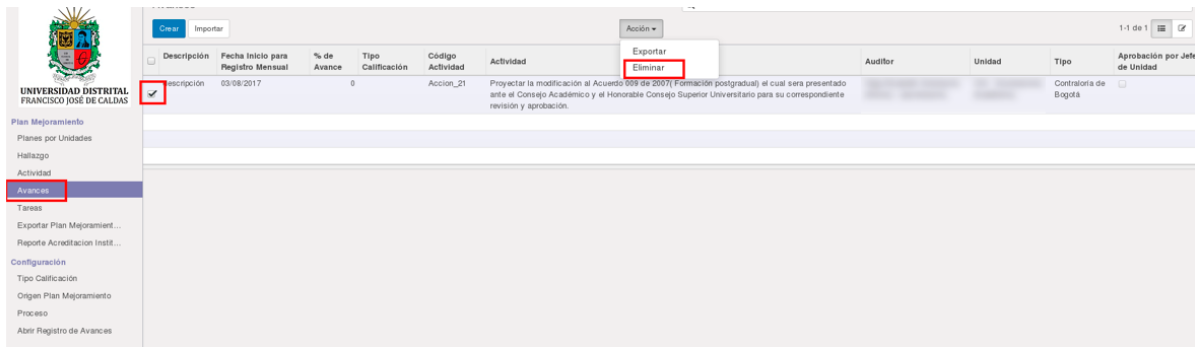 Crear Importar Acción 1-1 de 1
Exportar
Eliminar
Descripción Fecha Inicio para Registro Mensual % de Avance Tipo Calificación Código Actividad Actividad Auditor Unidad Tipo Aprobación por Jefe de Unidad
Descripción 03/08/2017 0 Accion_21 Proyectar la modificación al Acuerdo 009 de 2007( Formación postgradual) el cual sera presentado Contraloría de
ante el Consejo Académico y el Honorable Consejo Superior Universitario para su correspondiente Bogotá
revisión y aprobación.
UNIVERSIDAD DISTRITAL
FRANCISCO JOSÉ DE CALDAS
Plan Mejoramiento
Planes por Unidades
Hallazgo
Actividad
Avances
Tareas
Exportar Plan Mejoramient...
Reporte Acreditacion Instit...
Configuración
Tipo Calificación
Origen Plan Mejoramiento
Proceso
Abrir Registro de Avances